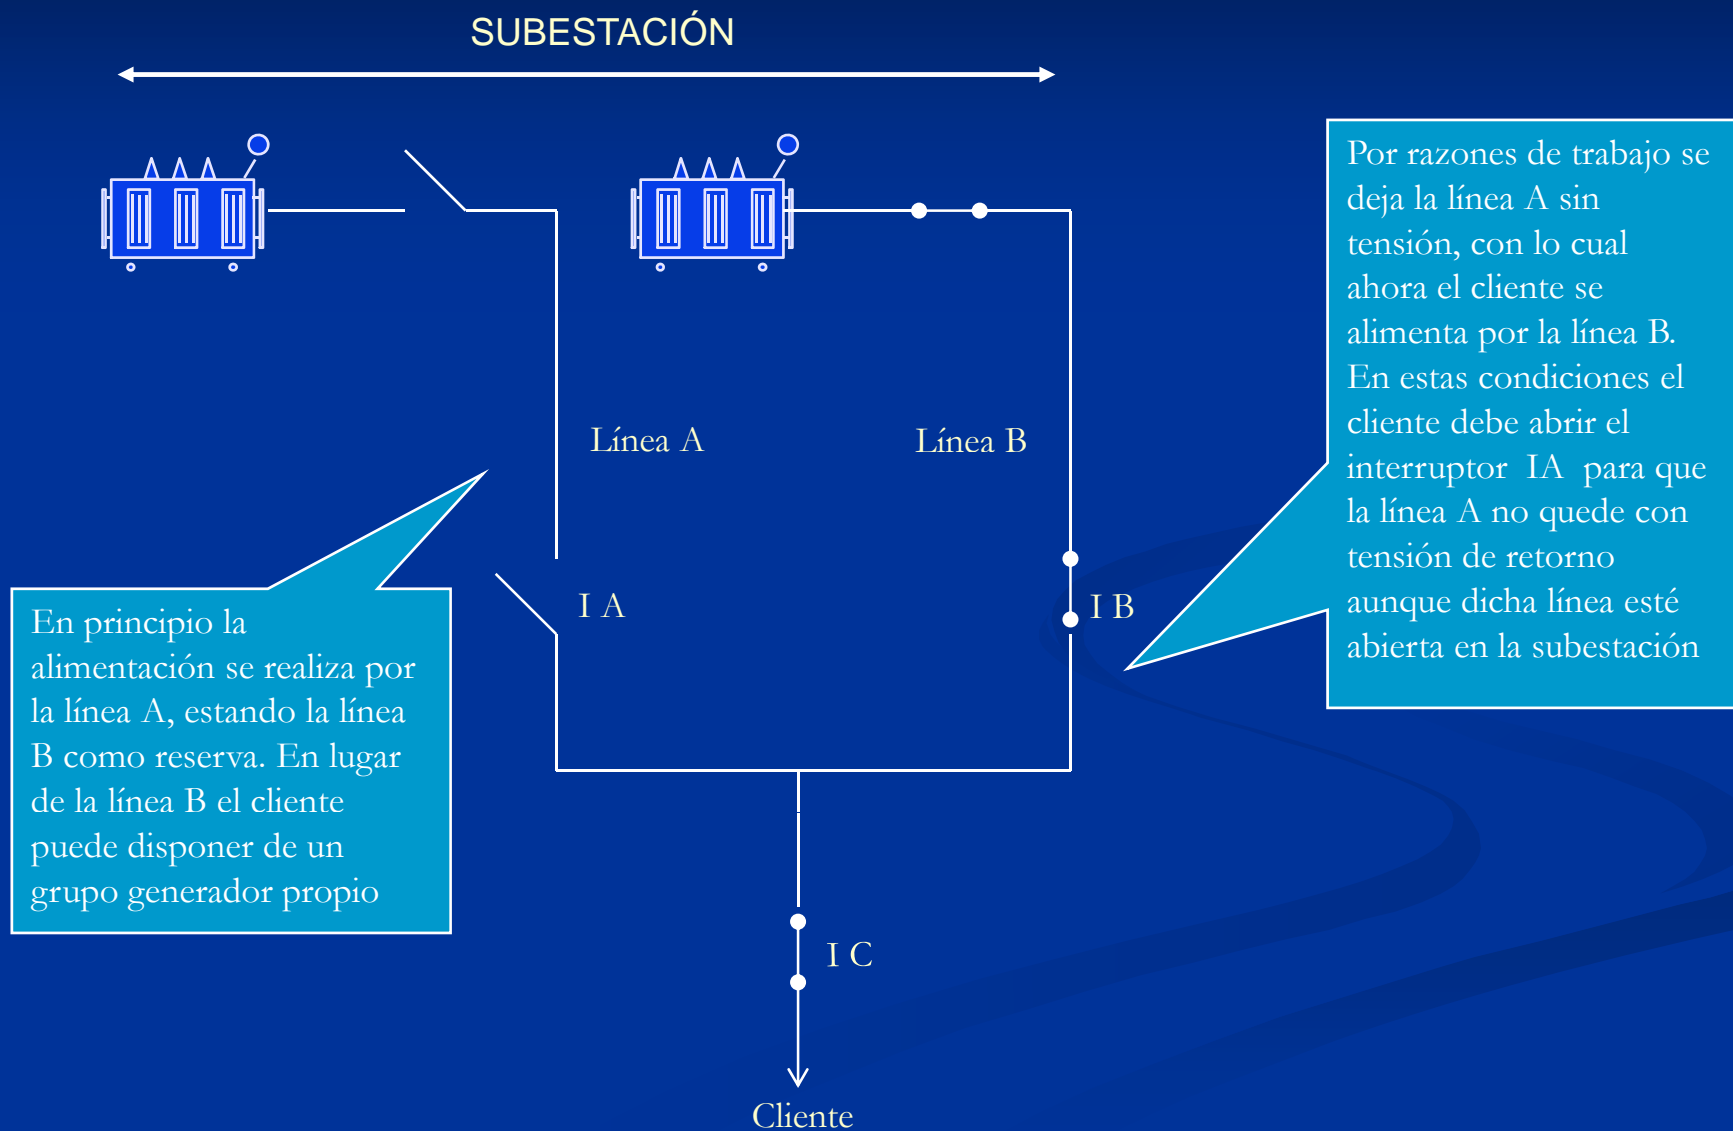 SUBESTACIÓN
Por razones de trabajo se
deja la línea A sin
tensión, con lo cual
ahora el cliente se
alimenta por la línea B.
En estas condiciones el
cliente debe abrir el
interruptor IA para que
la línea A no quede con
tensión de retorno
aunque dicha línea esté
abierta en la subestación
Línea A
Línea B
I A
I B
En principio la
alimentación se realiza por
la línea A, estando la línea
B como reserva. En lugar
de la línea B el cliente
puede disponer de un
grupo generador propio
I C
Cliente